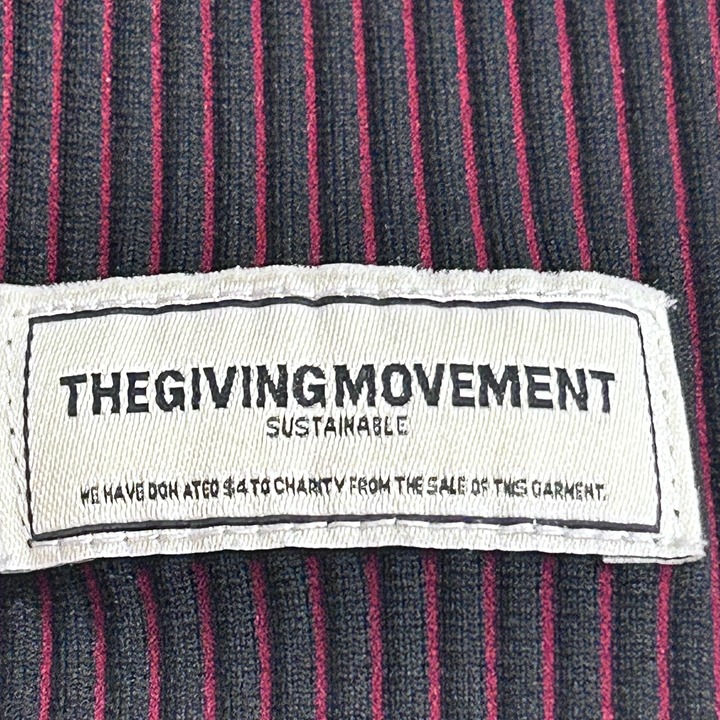 THEGIVINGMOVEMENT
SUSTAINABLE
WE HAVE DONATED $4 TO CHARITY FROM THE SALE OF THIS GARMENT.